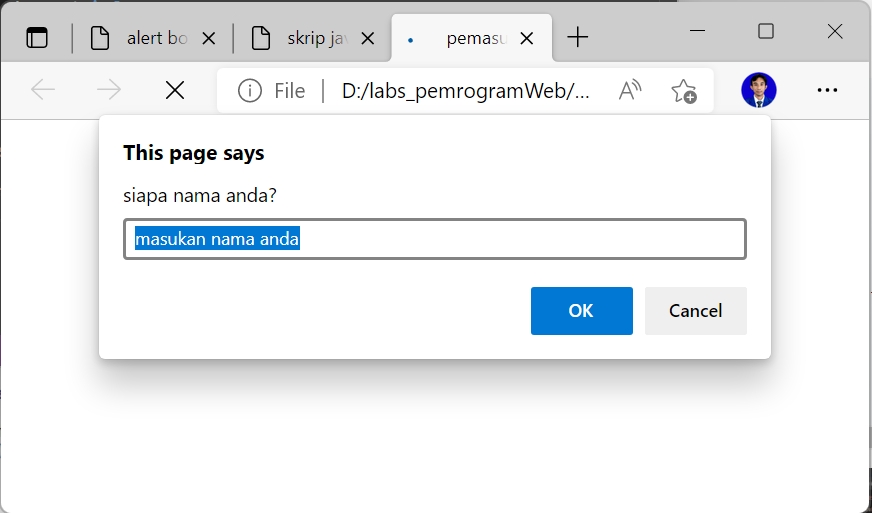 alert bo
skrip jav
pemasu
File
D:/labs_pemrogramWeb/...
A
This page says
siapa nama anda?
masukan nama anda
OK
Cancel